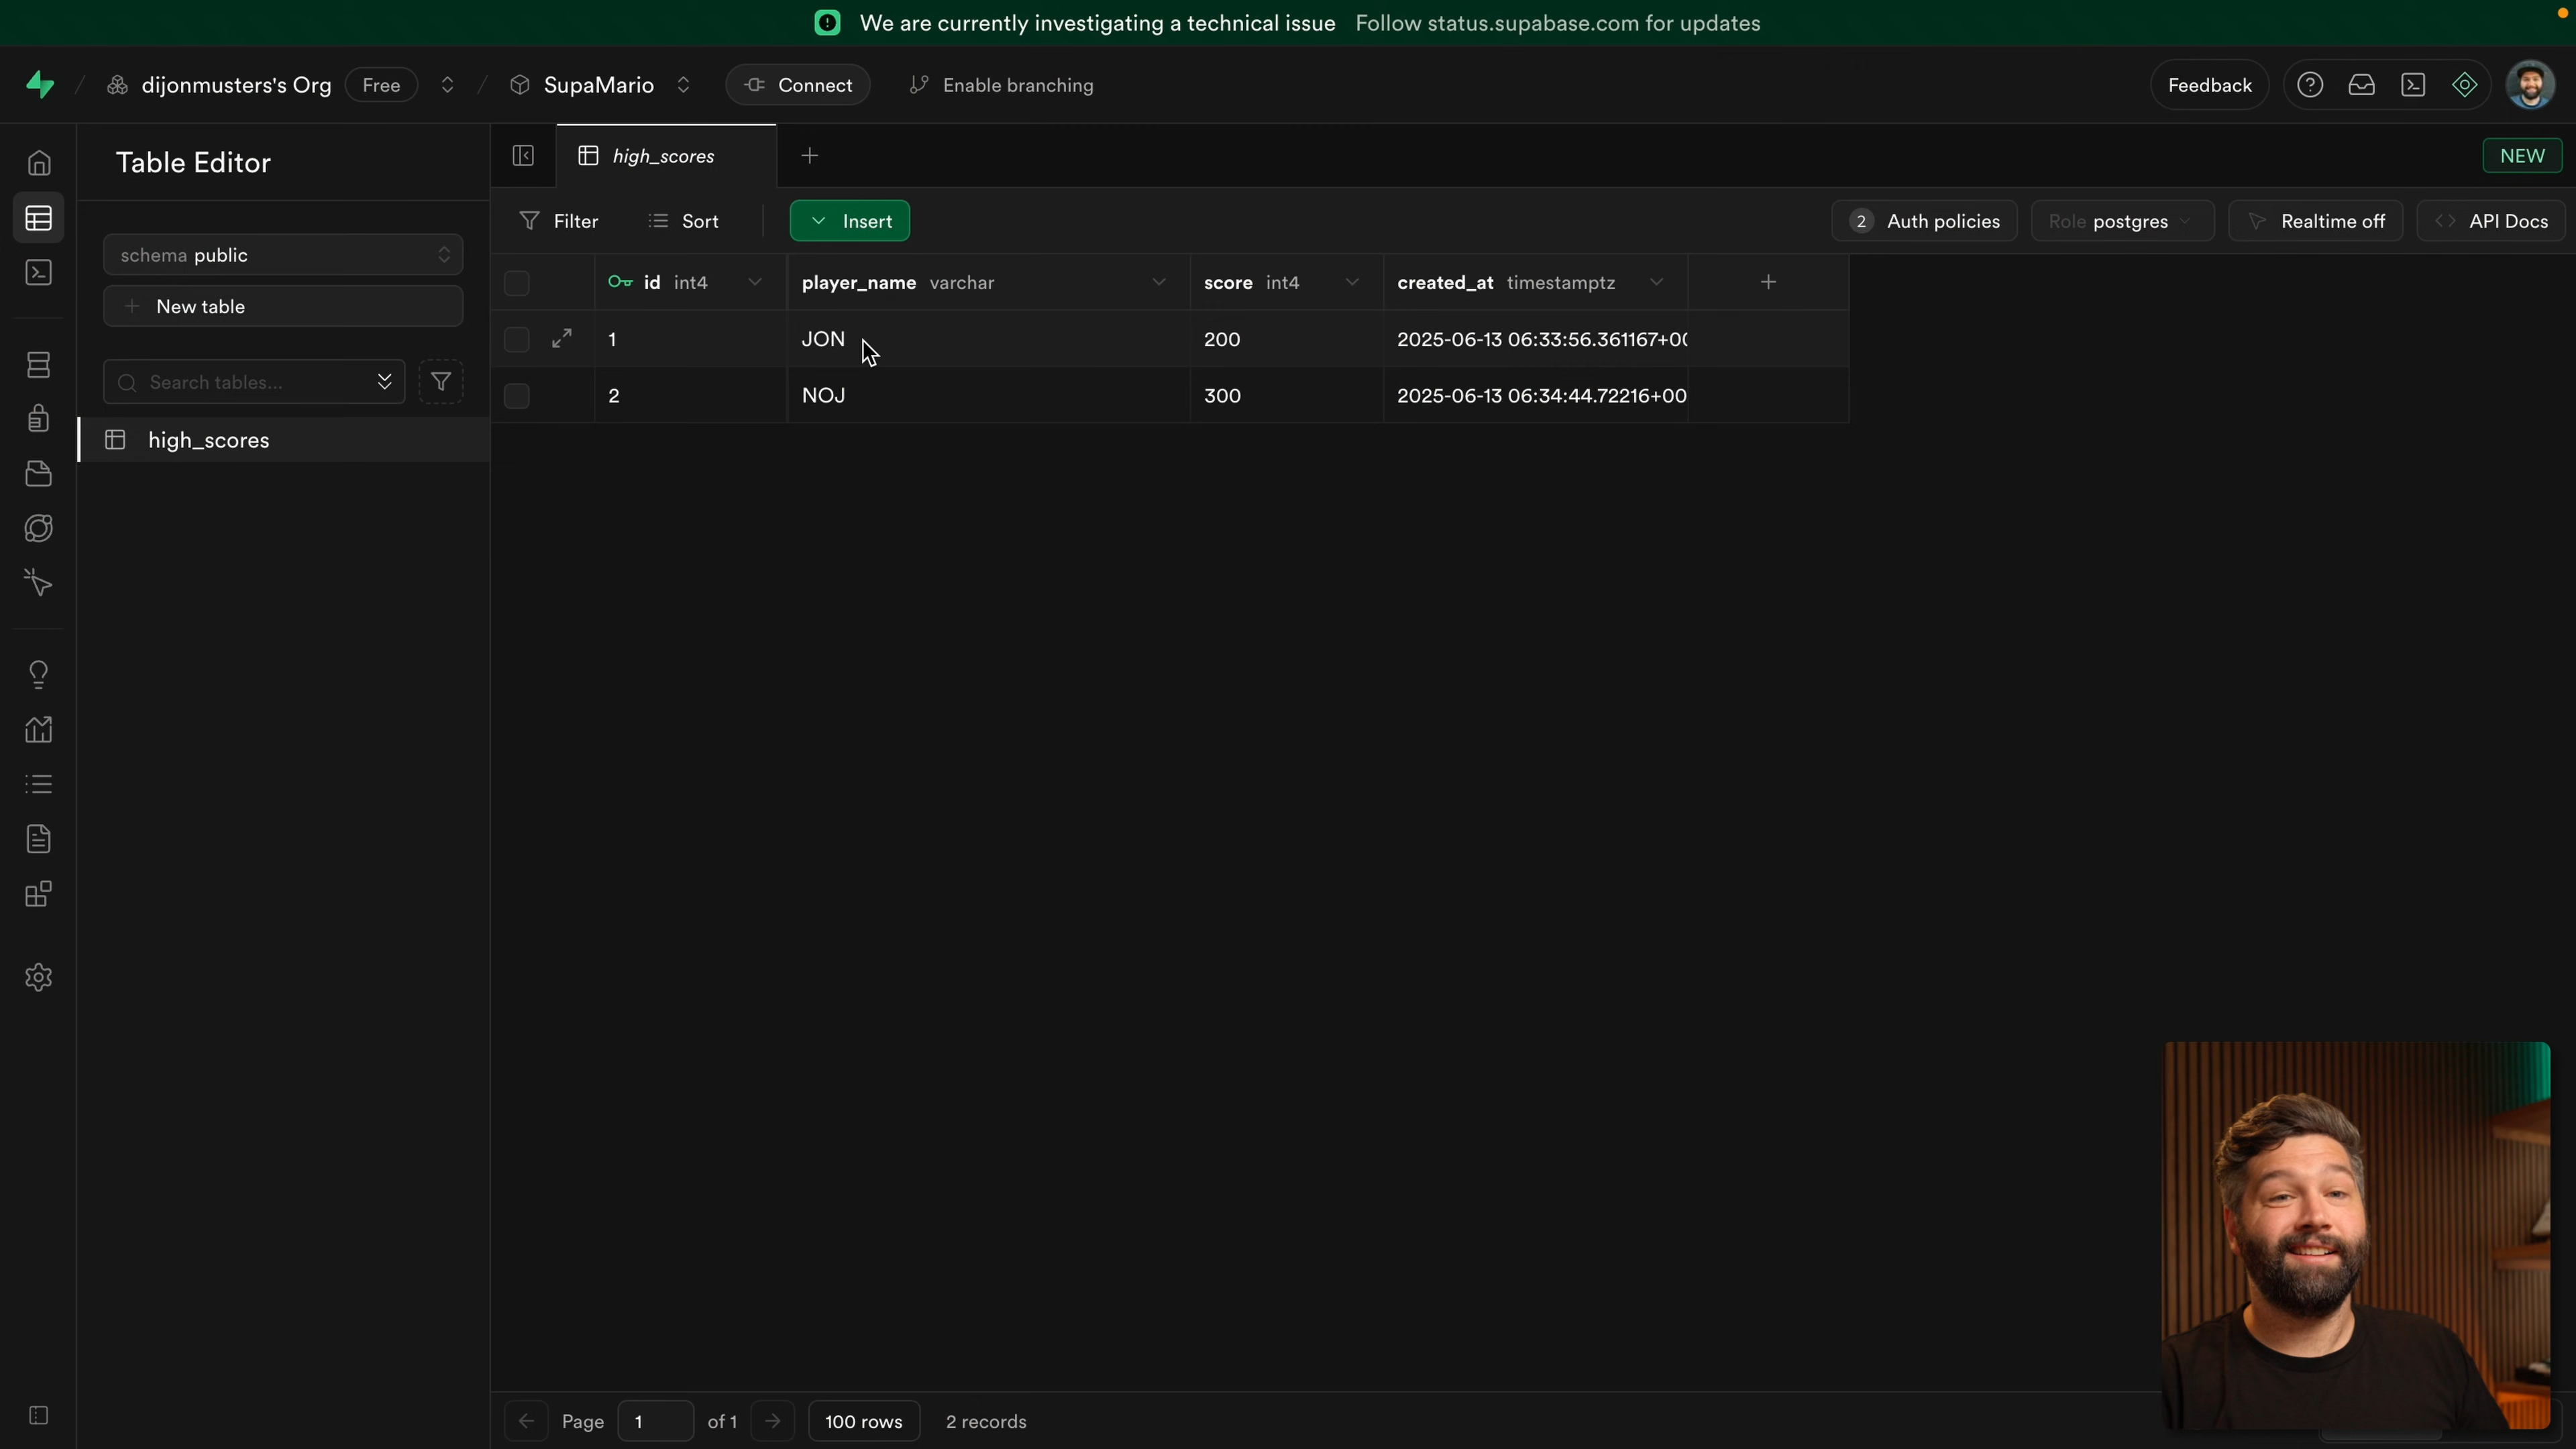 We are currently investigating a technical issue Follow status.supabase.com for updates
dijonmusters's Org Free SupaMario Connect Enable branching Feedback
Table Editor
high_scores
NEW
Filter Sort Insert 2 Auth policies Role postgres Realtime off API Docs
schema public
New table
Search tables...
high_scores
id int4 player_name varchar score int4 created_at timestamptz
1 JON 200 2025-06-13 06:33:56.361167+00
2 NOJ 300 2025-06-13 06:34:44.72216+00
Page 1 of 1 100 rows 2 records